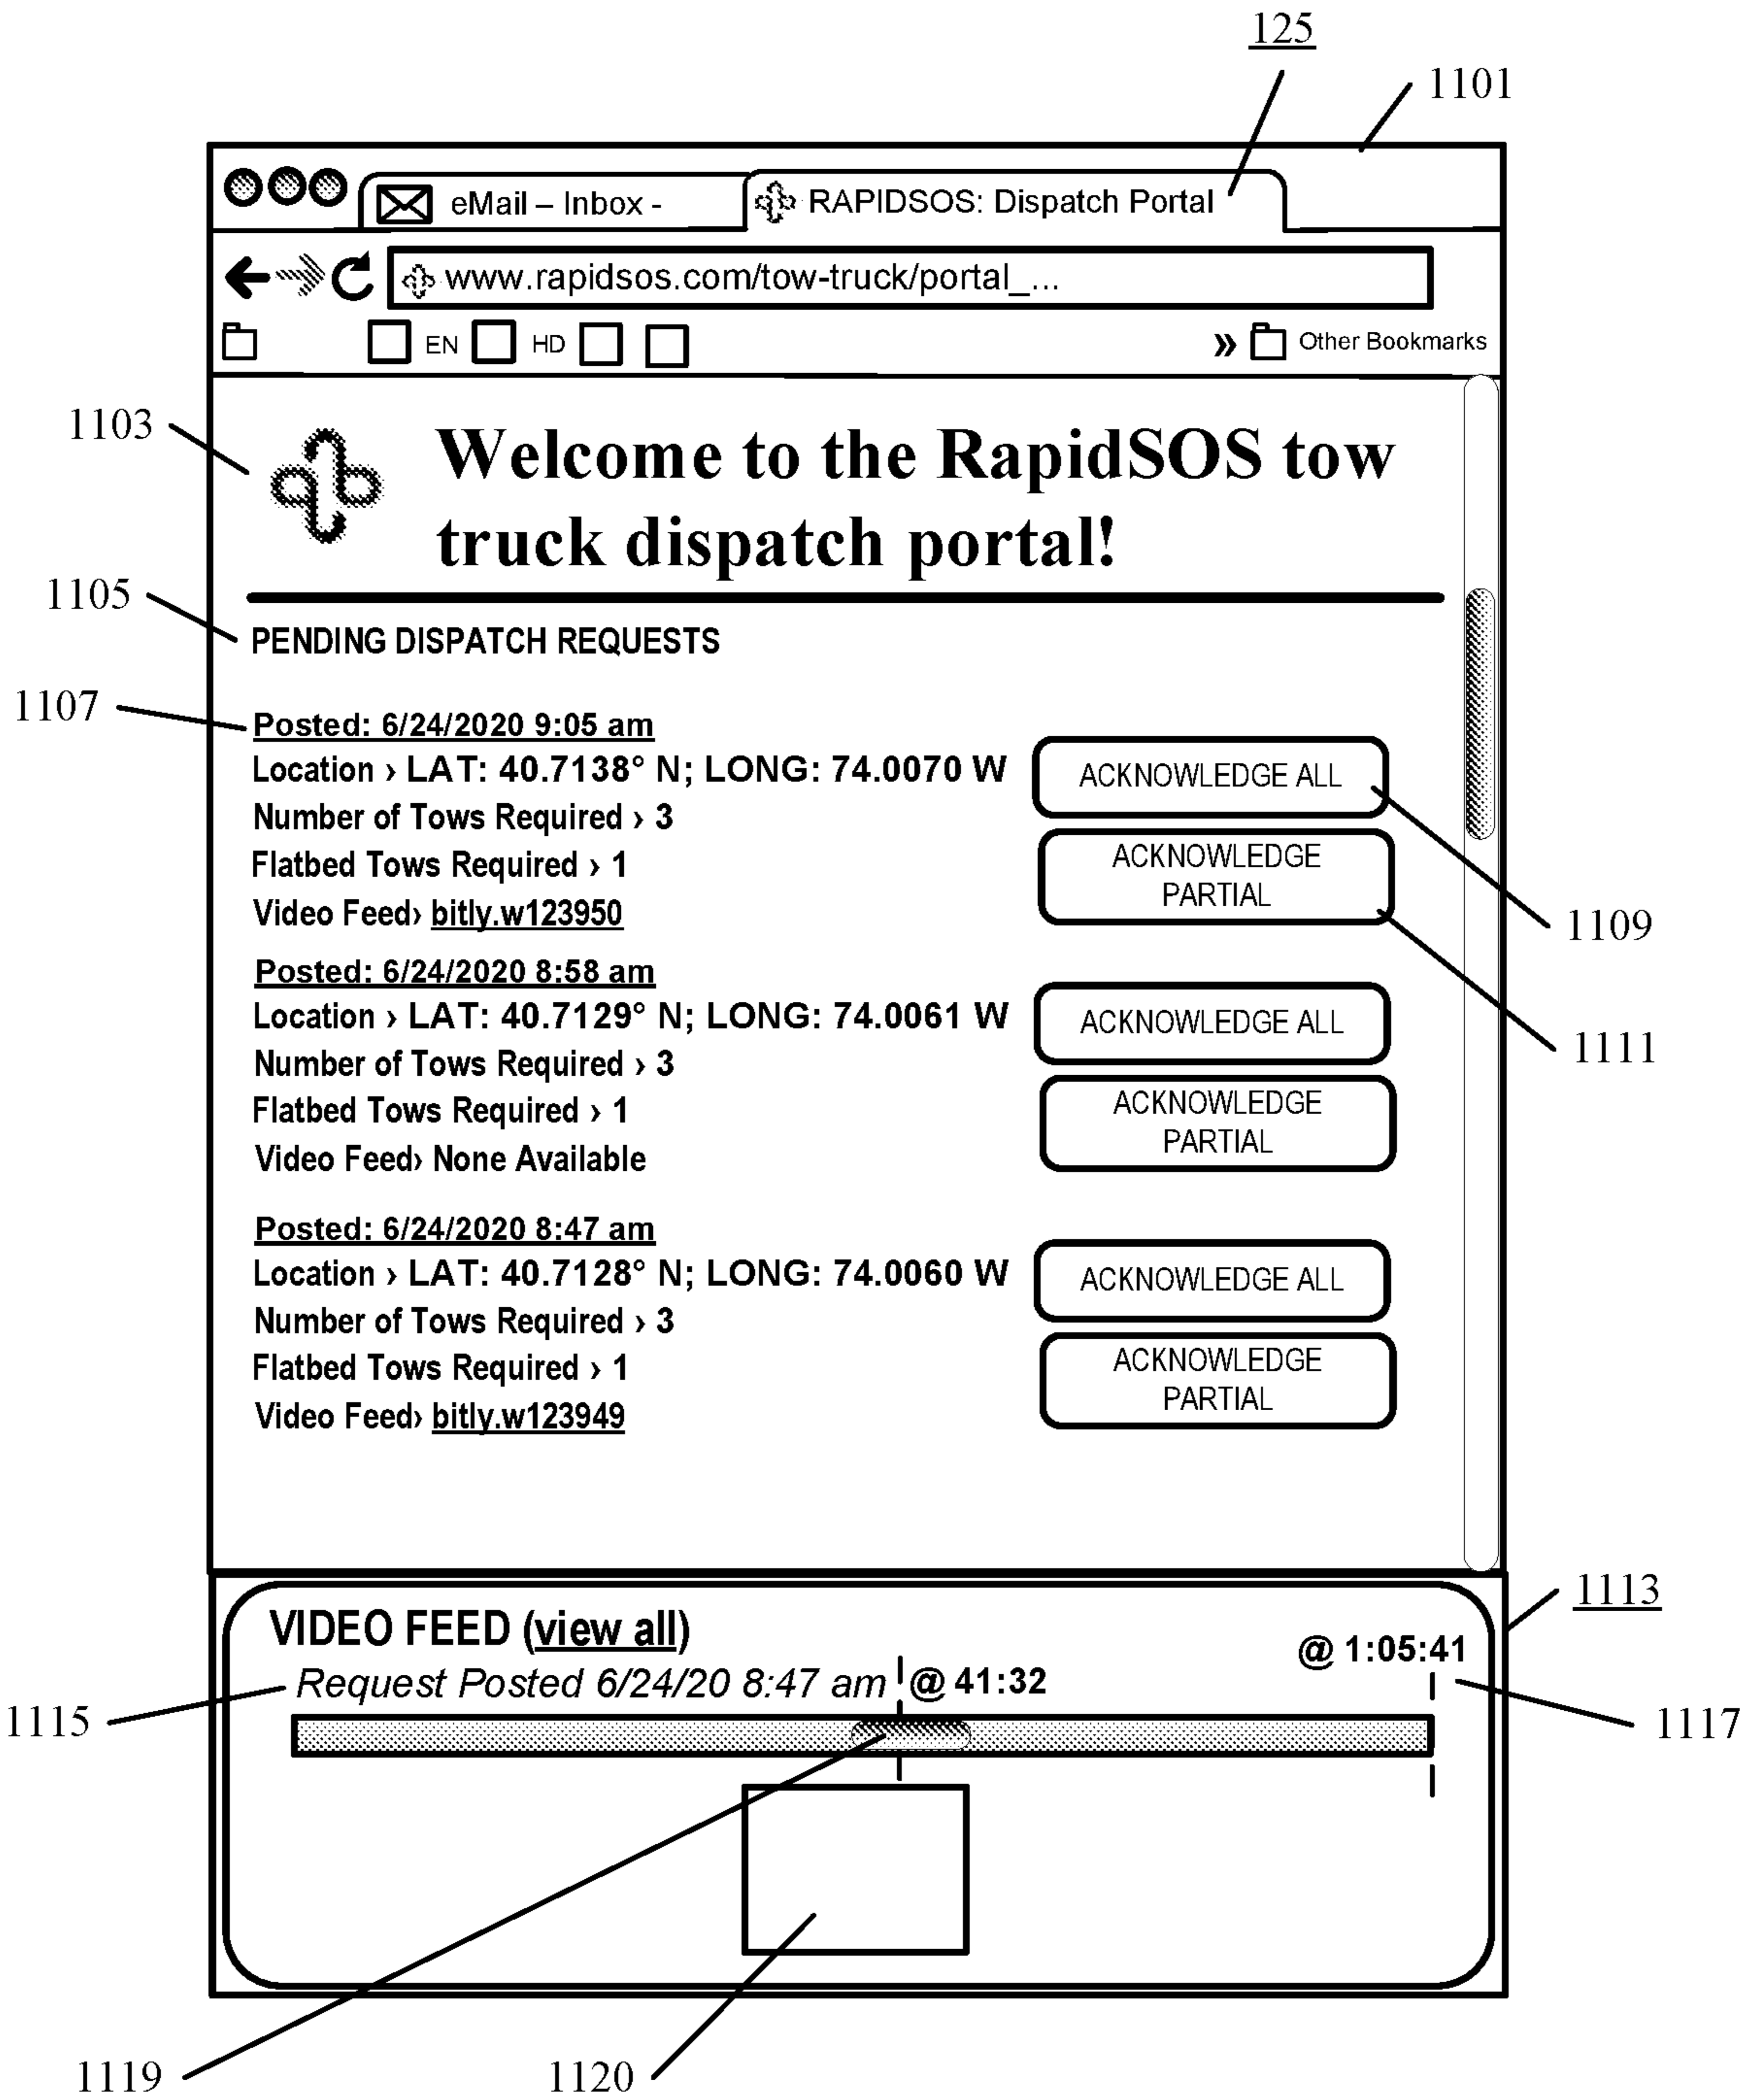 125
1101
eMail – Inbox -
RAPIDSOS: Dispatch Portal
www.rapidsos.com/tow-truck/portal_...
EN
HD
» Other Bookmarks
1103
Welcome to the RapidSOS tow
truck dispatch portal!
1105
PENDING DISPATCH REQUESTS
1107
Posted: 6/24/2020 9:05 am
Location › LAT: 40.7138° N; LONG: 74.0070 W
ACKNOWLEDGE ALL
Number of Tows Required › 3
Flatbed Tows Required › 1
ACKNOWLEDGE
PARTIAL
Video Feed› bitly.w123950
1109
Posted: 6/24/2020 8:58 am
Location › LAT: 40.7129° N; LONG: 74.0061 W
ACKNOWLEDGE ALL
1111
Number of Tows Required › 3
Flatbed Tows Required › 1
ACKNOWLEDGE
PARTIAL
Video Feed› None Available
Posted: 6/24/2020 8:47 am
Location › LAT: 40.7128° N; LONG: 74.0060 W
ACKNOWLEDGE ALL
Number of Tows Required › 3
Flatbed Tows Required › 1
ACKNOWLEDGE
PARTIAL
Video Feed› bitly.w123949
1113
VIDEO FEED (view all)
@ 1:05:41
Request Posted 6/24/20 8:47 am
@ 41:32
1115
1117
1119
1120